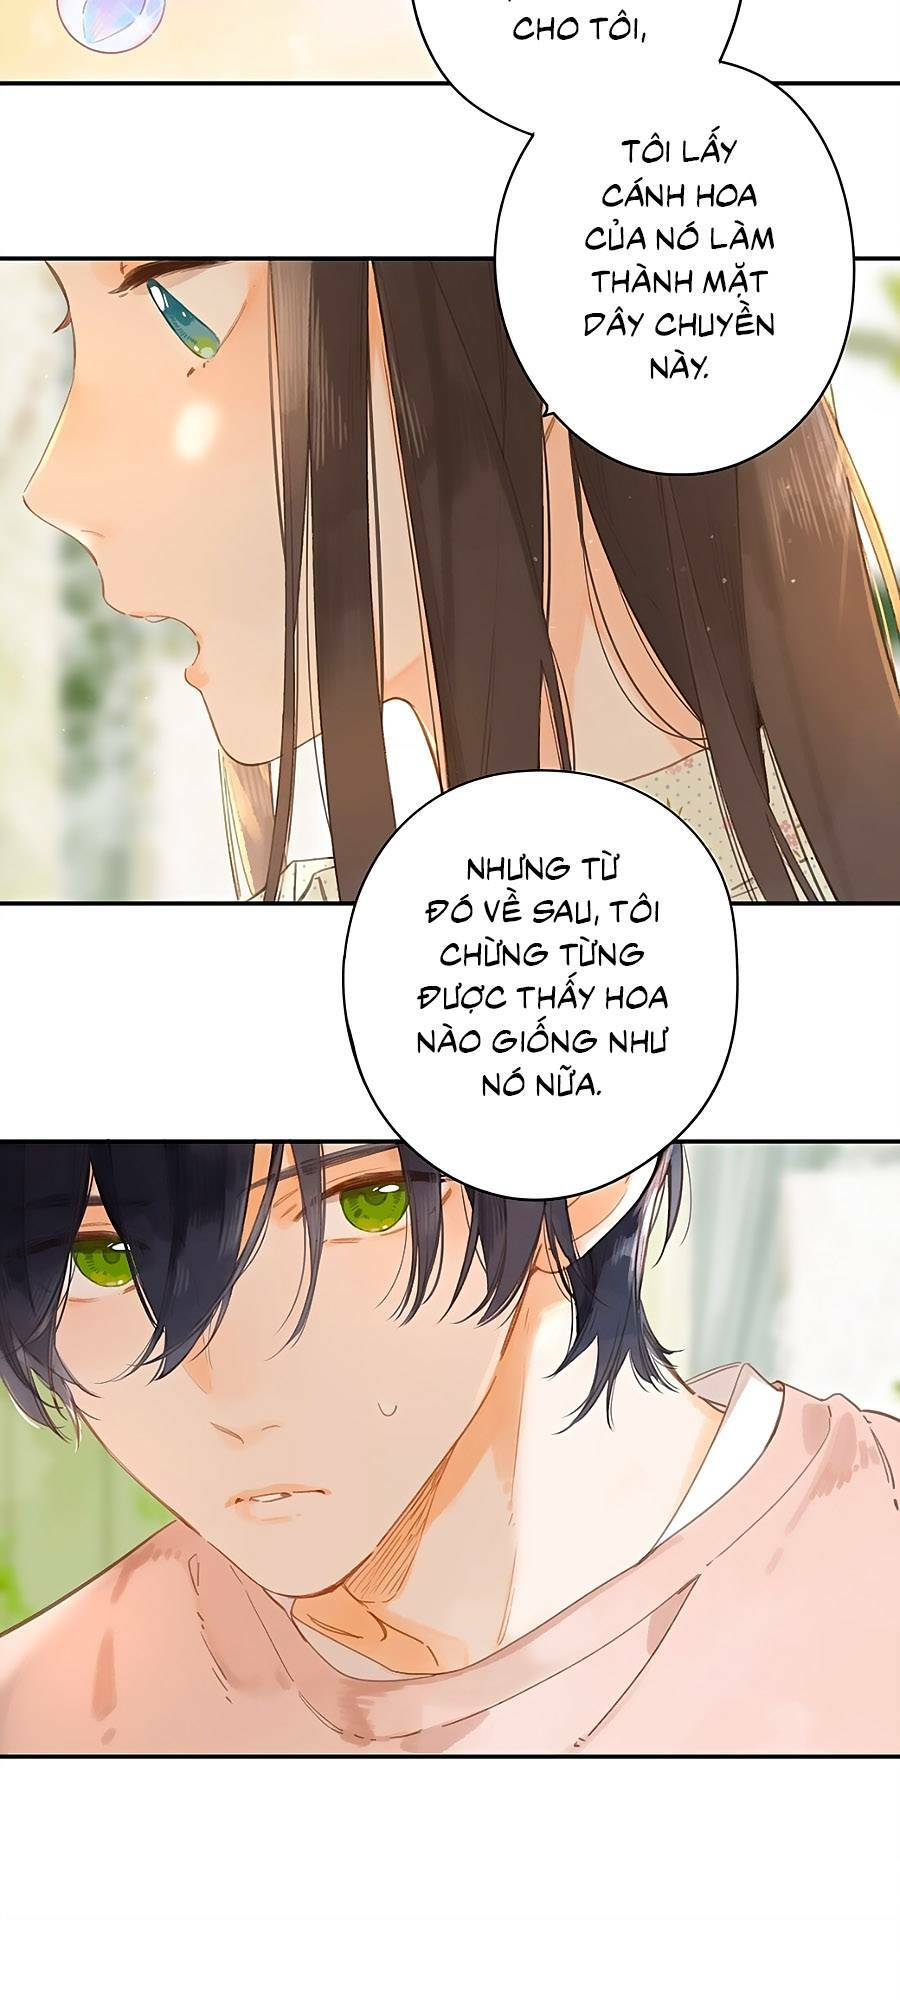 CHO TÔI,
TÔI LẤY
CÁNH HOA
CỦA NÓ LÀM
THÀNH MẶT
DÂY CHUYỀN
NÀY.
NHƯNG TỪ
ĐÓ VỀ SAU, TÔI
CHỪNG TỪNG
ĐƯỢC THẤY HOA
NÀO GIỐNG NHƯ
NÓ NỮA.